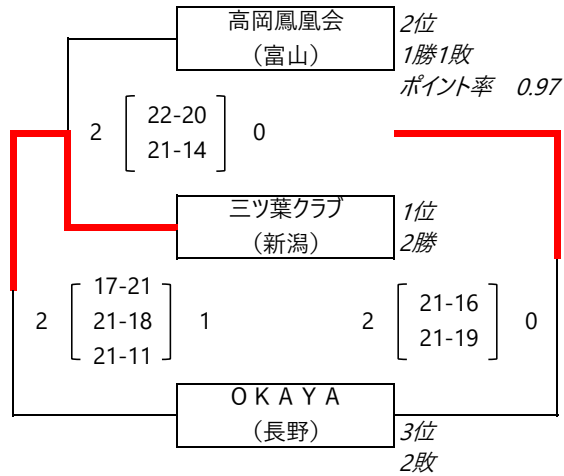 高岡鳳凰会
（富山）
2位
1勝1敗
ポイント率　0.97
2
22-20
21-14
0
三ツ葉クラブ
（新潟）
1位
2勝
2
17-21
21-18
21-11
1
2
21-16
21-19
0
ＯＫＡＹＡ
（長野）
3位
2敗